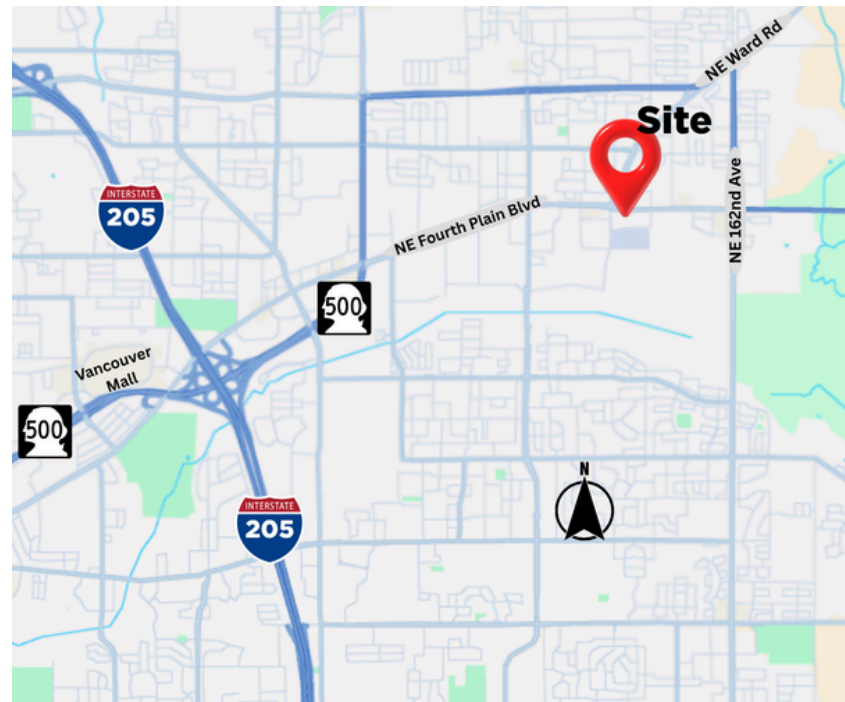 NE Ward Rd
Site
INTERSTATE
205
NE 162nd Ave
NE Fourth Plain Blvd
500
Vancouver
Mall
500
N
INTERSTATE
205